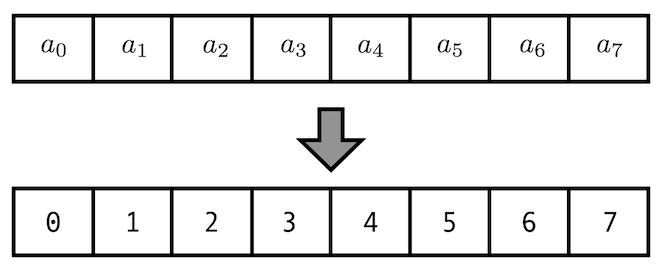 a₀ a₁ a₂ a₃ a₄ a₅ a₆ a₇
0 1 2 3 4 5 6 7